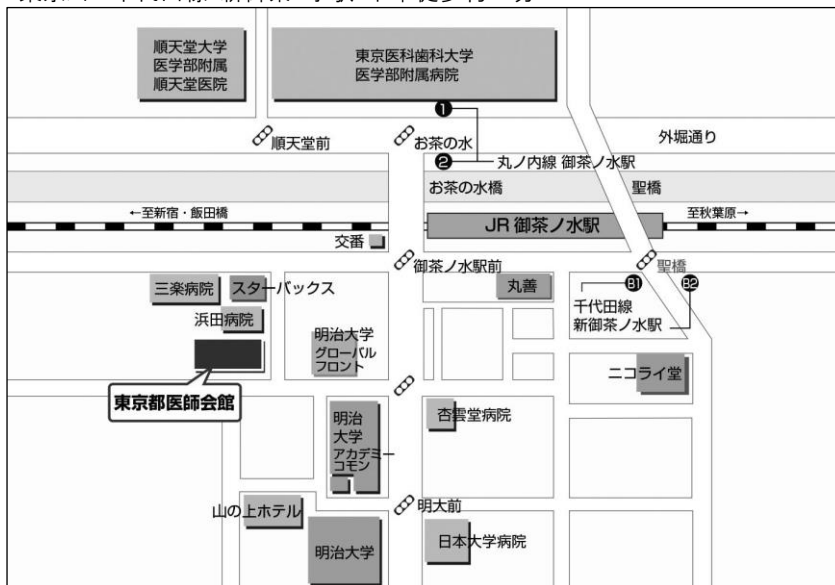 順天堂大学
医学部附属
順天堂医院
東京医科歯科大学
医学部附属病院
1
順天堂前
お茶の水
外堀通り
2
丸ノ内線 御茶ノ水駅
お茶の水橋
聖橋
←至新宿・飯田橋
JR 御茶ノ水駅
至秋葉原→
交番
御茶ノ水駅前
聖橋
三楽病院
スターバックス
丸善
B1
B2
千代田線
新御茶ノ水駅
浜田病院
明治大学
グローバル
フロント
ニコライ堂
東京都医師会館
明治
大学
アカデミー
コモン
杏雲堂病院
山の上ホテル
明大前
明治大学
日本大学病院